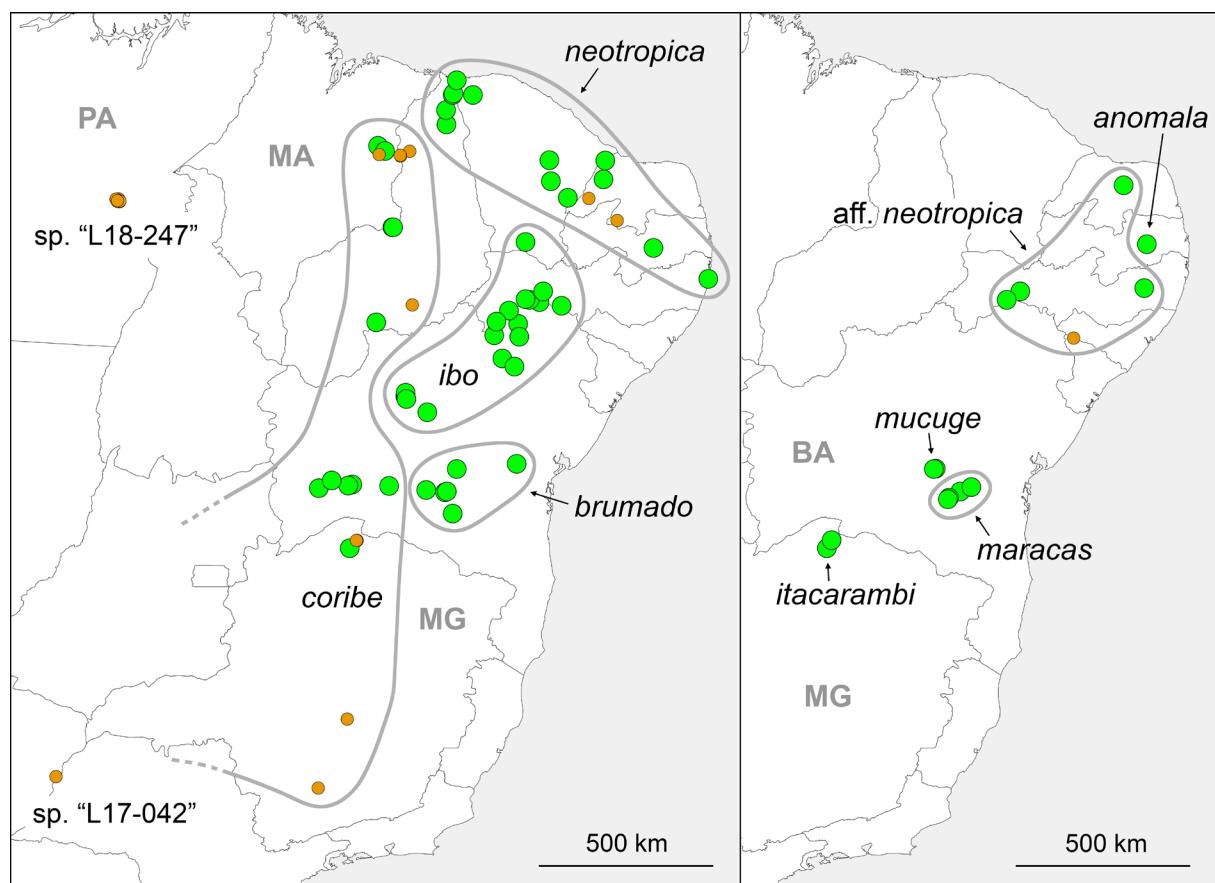 neotropica
PA
MA
sp. “L18-247”
ibo
brumado
coribe
MG
sp. “L17-042”
500 km
anomala
aff. neotropica
mucuge
BA
maracas
itacarambi
MG
500 km